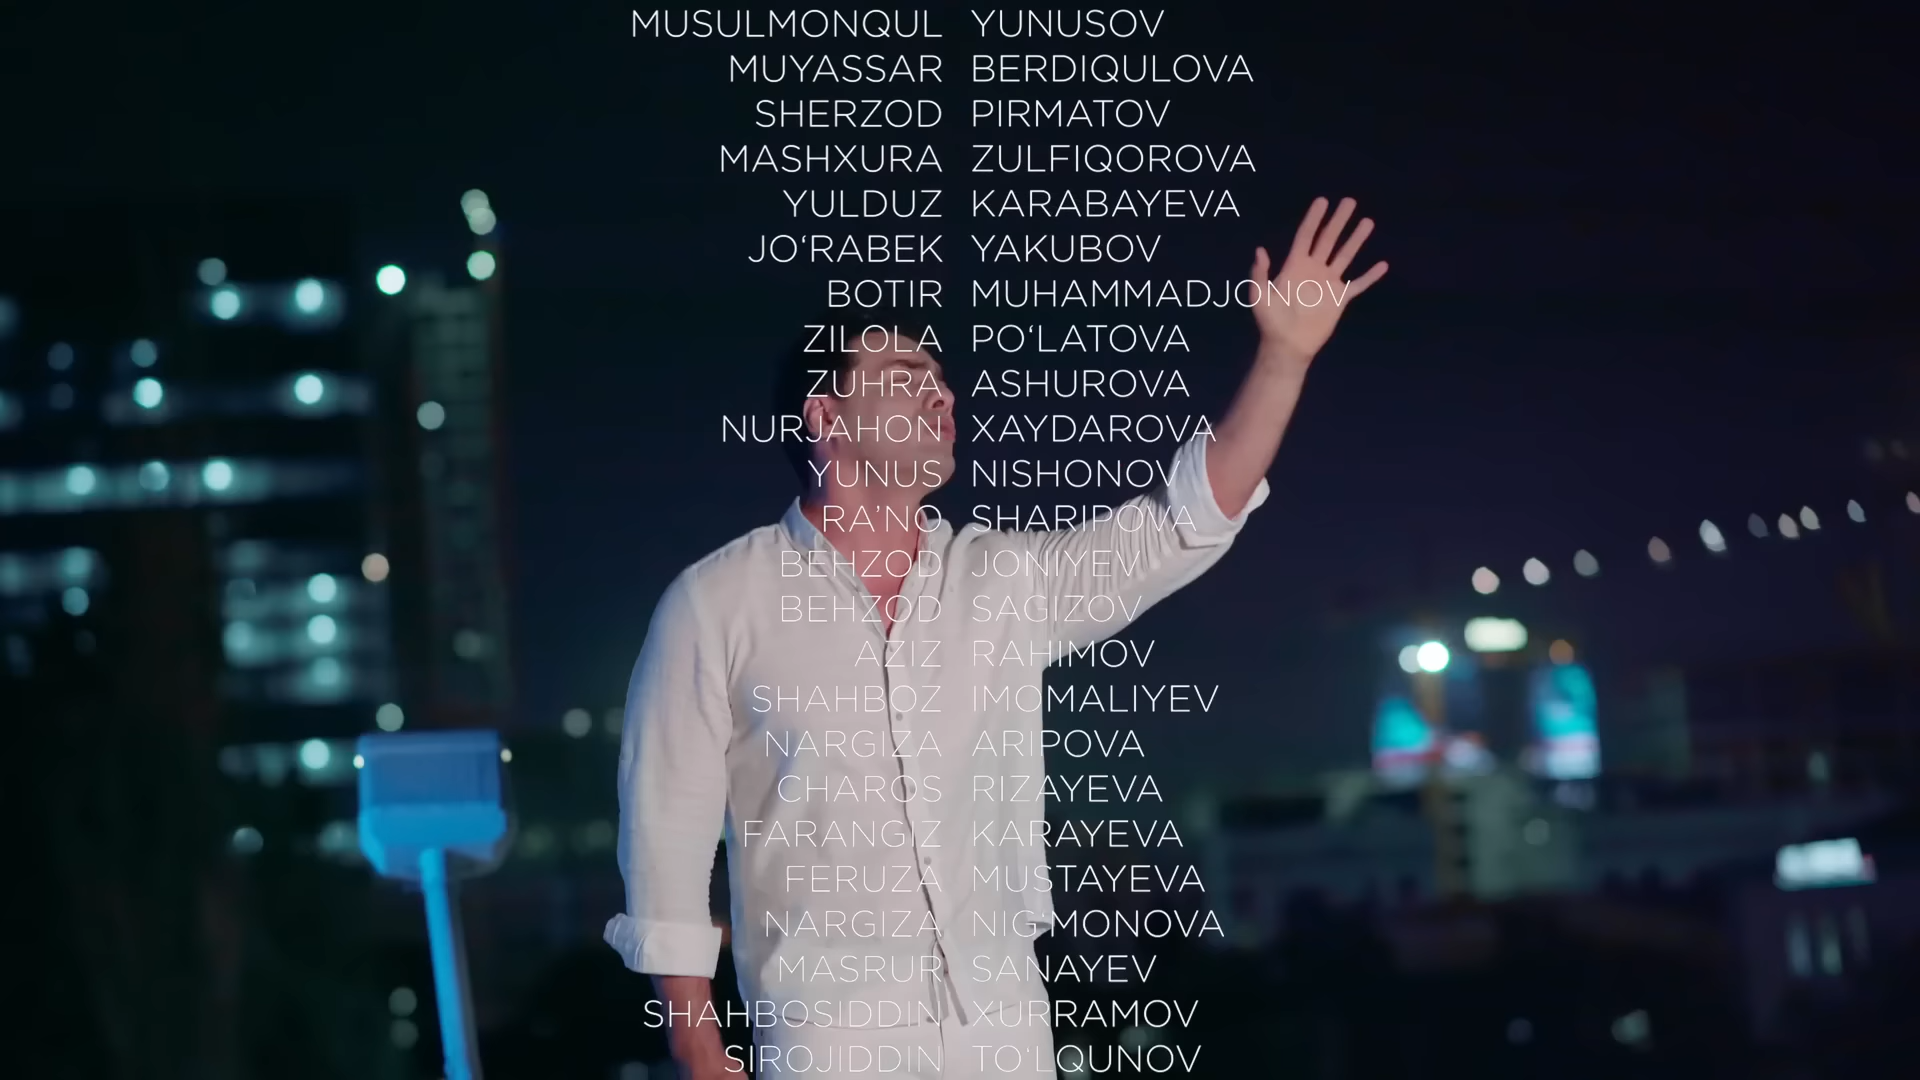 MUSULMONQUL YUNUSOV
MUYASSAR BERDIQULOVA
SHERZOD PIRMATOV
MASHXURA ZULFIQOROVA
YULDUZ KARABAYEVA
JO‘RABEK YAKUBOV
BOTIR MUHAMMADJONOV
ZILOLA PO‘LATOVA
ZUHRA ASHUROVA
NURJAHON XAYDAROVA
YUNUS NISHONOV
RA’NO SHARIPOVA
BEHZOD JONIYEV
BEHZOD SAGIZOV
AZIZ RAHIMOV
SHAHBOZ IMOMALIYEV
NARGIZA ARIPOVA
CHAROS RIZAYEVA
FARANGIZ KARAYEVA
FERUZA MUSTAYEVA
NARGIZA NIG‘MONOVA
MASRUR SANAYEV
SHAHBOSIDDIN XURRAMOV
SIROJIDDIN TO‘LQUNOV